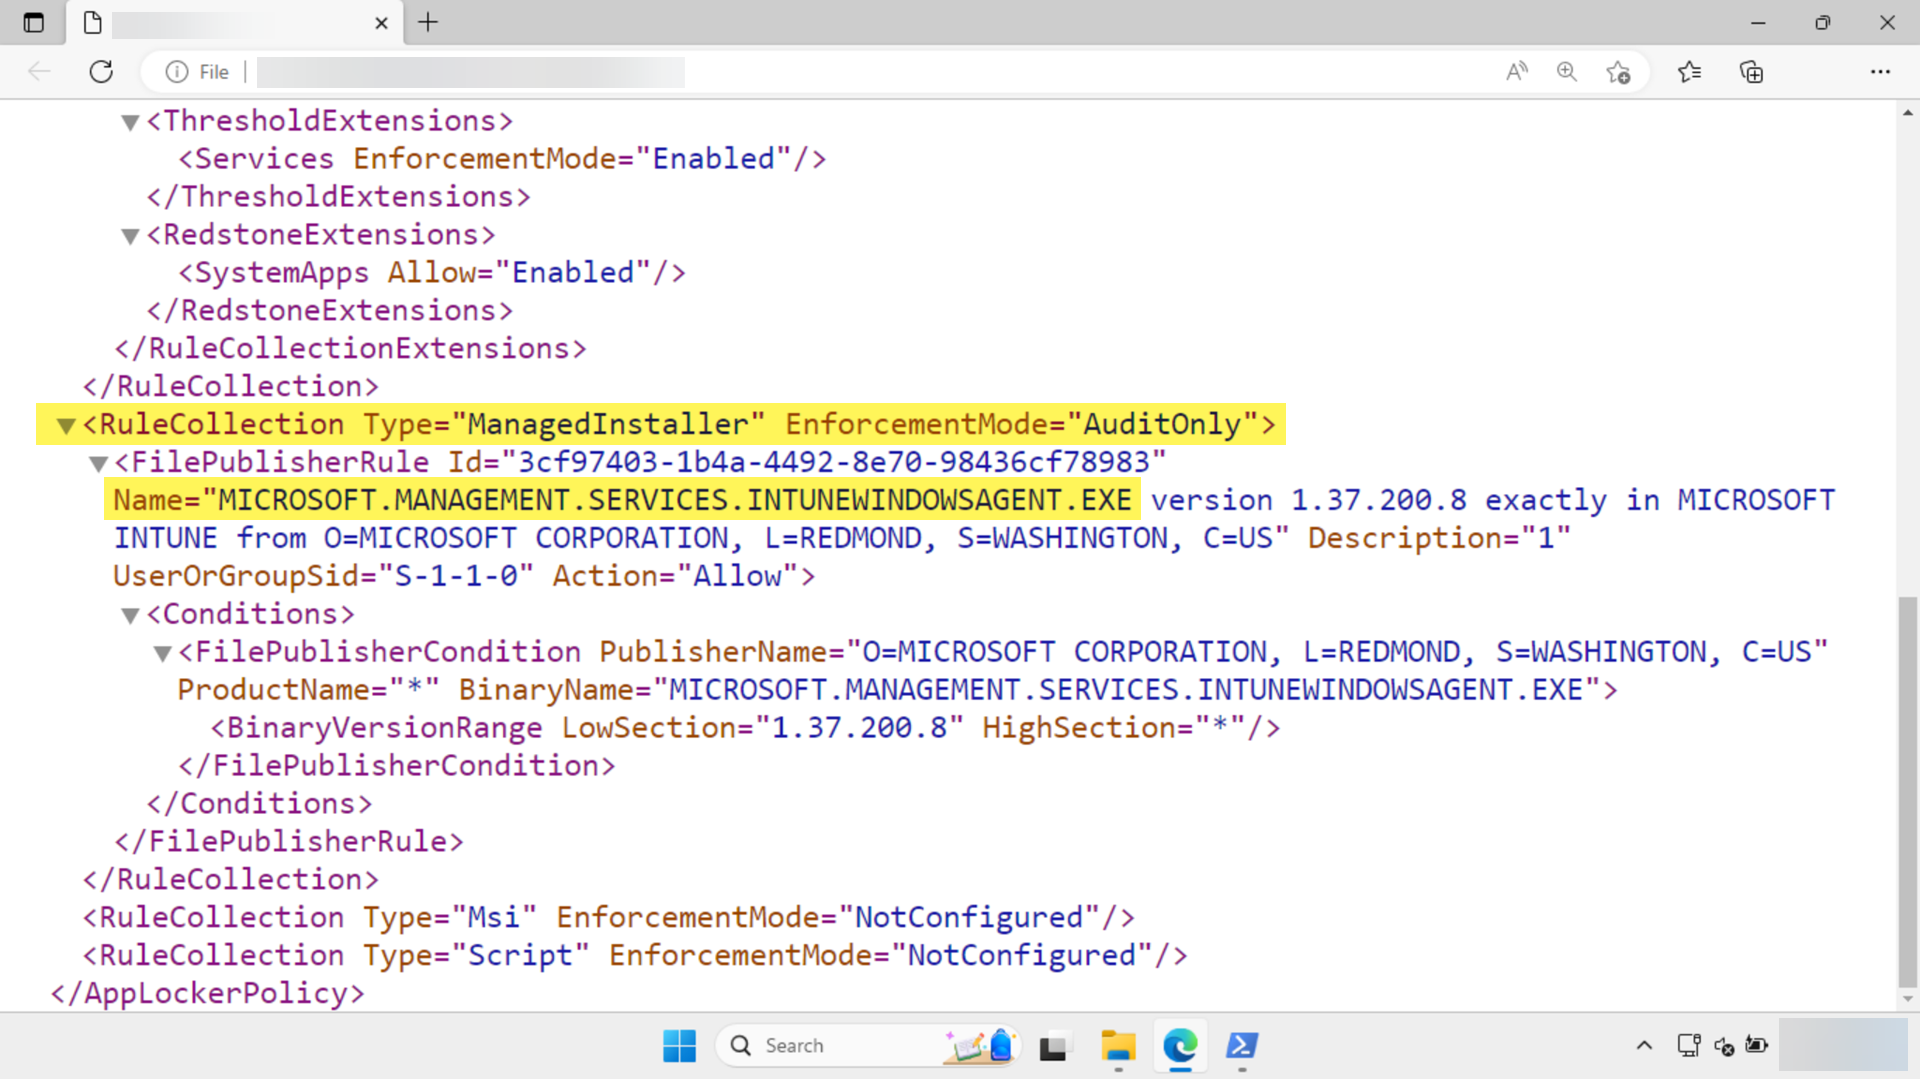 File
▼<ThresholdExtensions>
<Services EnforcementMode="Enabled"/>
</ThresholdExtensions>
▼<RedstoneExtensions>
<SystemApps Allow="Enabled"/>
</RedstoneExtensions>
</RuleCollectionExtensions>
</RuleCollection>
▼<RuleCollection Type="ManagedInstaller" EnforcementMode="AuditOnly">
▼<FilePublisherRule Id="3cf97403-1b4a-4492-8e70-98436cf78983"
Name="MICROSOFT.MANAGEMENT.SERVICES.INTUNEWINDOWSAGENT.EXE version 1.37.200.8 exactly in MICROSOFT
INTUNE from O=MICROSOFT CORPORATION, L=REDMOND, S=WASHINGTON, C=US" Description="1"
UserOrGroupSid="S-1-1-0" Action="Allow">
▼<Conditions>
▼<FilePublisherCondition PublisherName="O=MICROSOFT CORPORATION, L=REDMOND, S=WASHINGTON, C=US"
ProductName="*" BinaryName="MICROSOFT.MANAGEMENT.SERVICES.INTUNEWINDOWSAGENT.EXE">
<BinaryVersionRange LowSection="1.37.200.8" HighSection="*"/>
</FilePublisherCondition>
</Conditions>
</FilePublisherRule>
</RuleCollection>
<RuleCollection Type="Msi" EnforcementMode="NotConfigured"/>
<RuleCollection Type="Script" EnforcementMode="NotConfigured"/>
</AppLockerPolicy>
Search